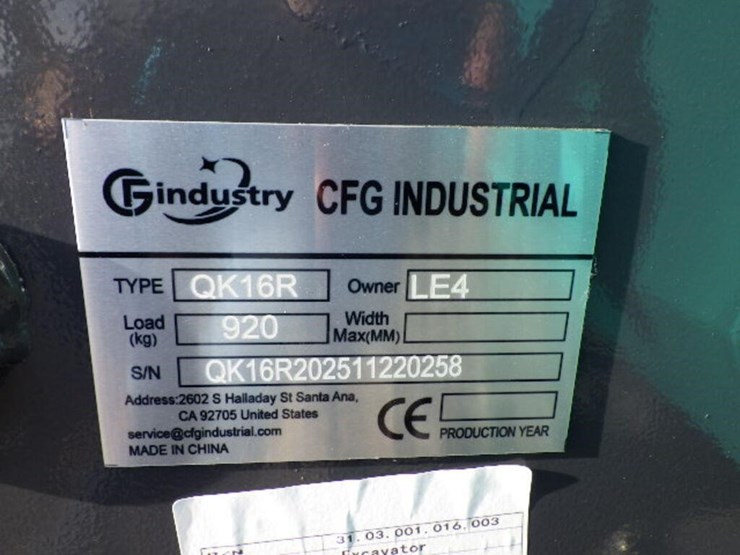 CFG industry CFG INDUSTRIAL
TYPE QK16R Owner LE4
Load (kg) 920 Width Max(MM)
S/N QK16R202511220258
Address:2602 S Halladay St Santa Ana,
CA 92705 United States
service@cfgindustrial.com
MADE IN CHINA
CE
PRODUCTION YEAR
31.03.001.016.003
Excavator